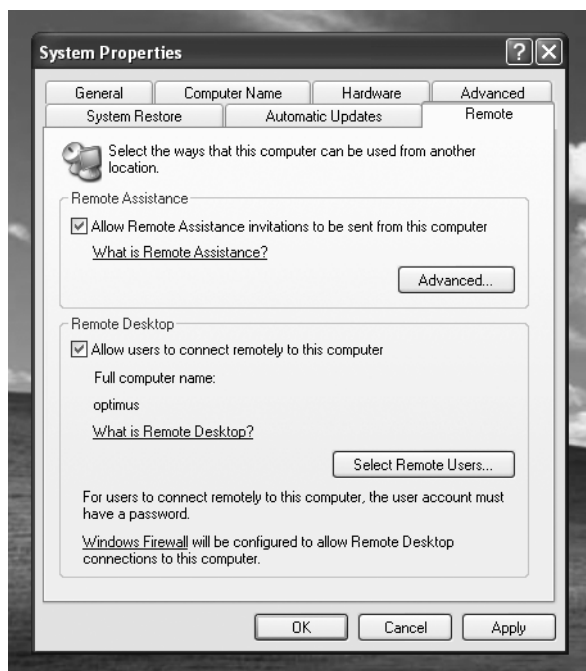 System Properties
General
Computer Name
Hardware
Advanced
System Restore
Automatic Updates
Remote
Select the ways that this computer can be used from another
location.
Remote Assistance
Allow Remote Assistance invitations to be sent from this computer
What is Remote Assistance?
Advanced...
Remote Desktop
Allow users to connect remotely to this computer
Full computer name:
optimus
What is Remote Desktop?
Select Remote Users...
For users to connect remotely to this computer, the user account must
have a password.
Windows Firewall will be configured to allow Remote Desktop
connections to this computer.
OK
Cancel
Apply